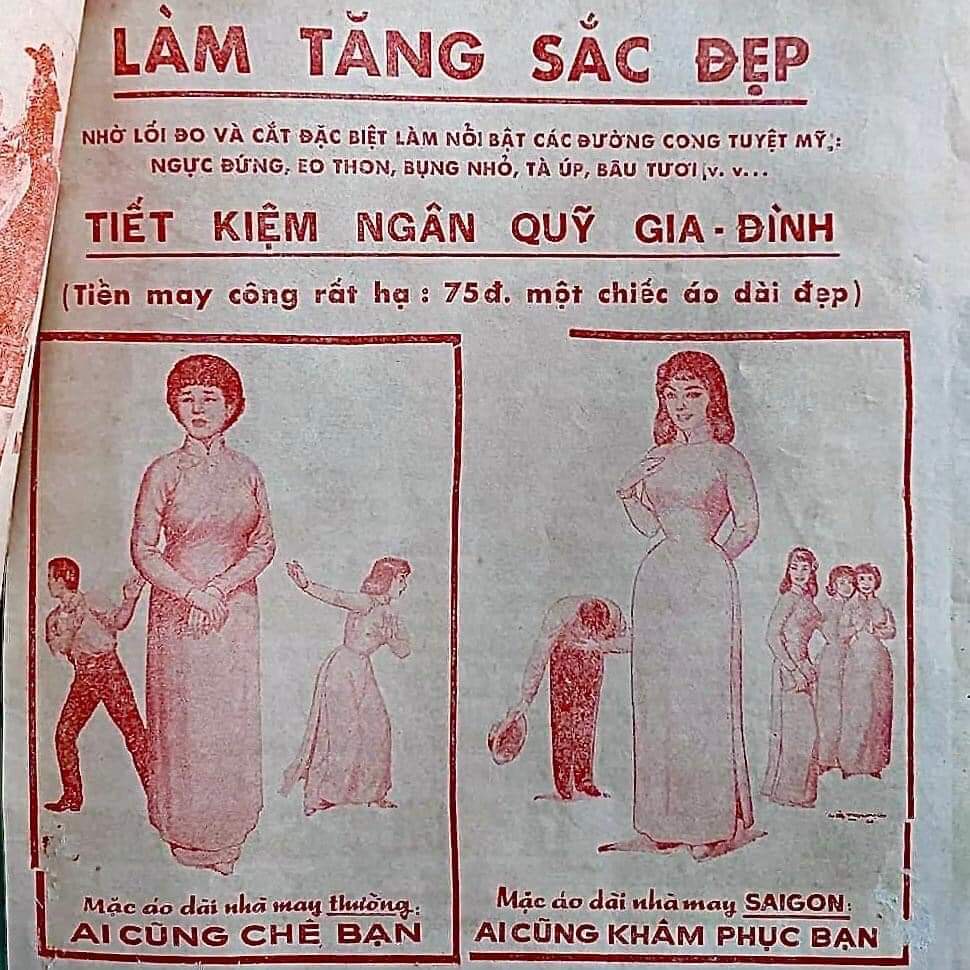 LÀM TĂNG SẮC ĐẸP
NHỜ LỐI ĐO VÀ CẮT ĐẶC BIỆT LÀM NỔI BẬT CÁC ĐƯỜNG CONG TUYỆT MỸ :
NGỰC ĐỨNG, EO THON, BỤNG NHỎ, TÀ ÚP, BÂU TƯƠI v. v...
TIẾT KIỆM NGÂN QUỸ GIA - ĐÌNH
(Tiền may công rất hạ : 75đ. một chiếc áo dài đẹp)
Mặc áo dài nhà may thường:
AI CŨNG CHÊ BẠN
Mặc áo dài nhà may SAIGON:
AI CŨNG KHÂM PHỤC BẠN